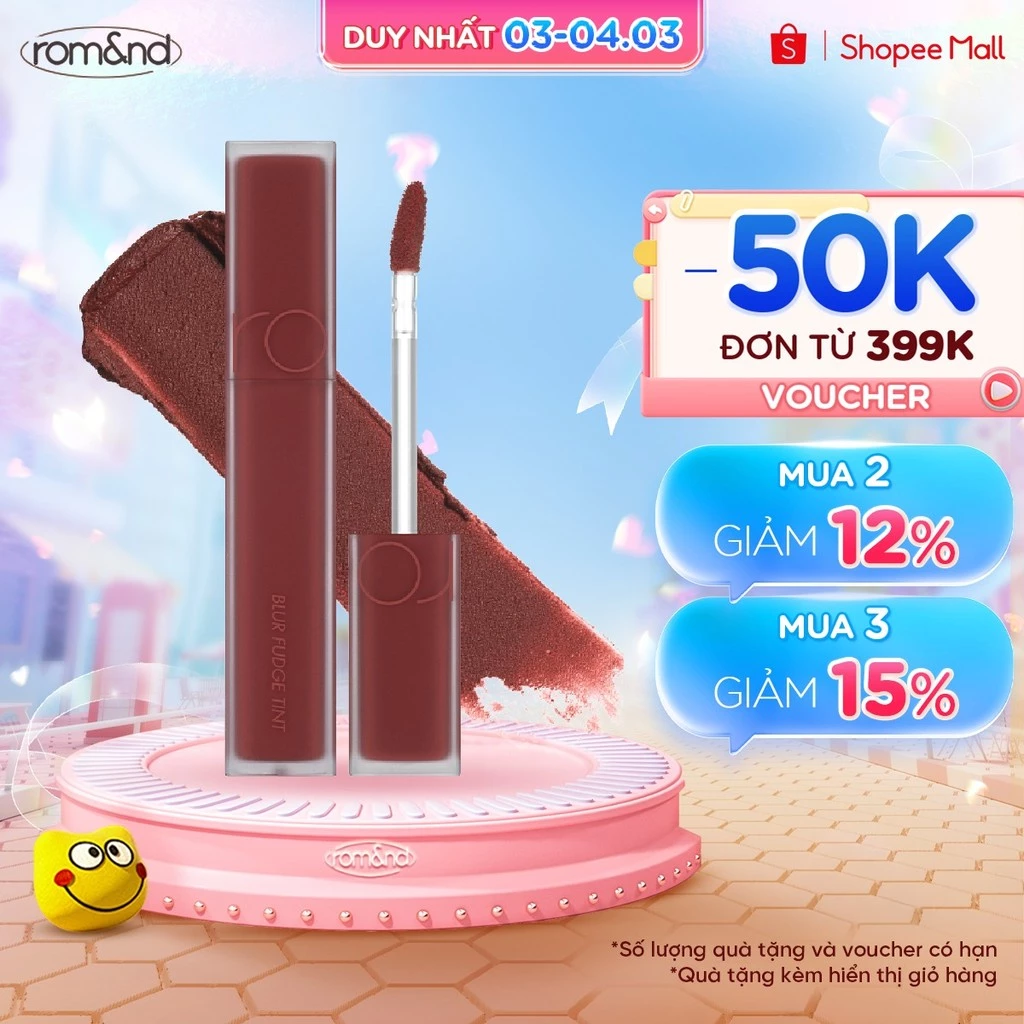 rom&nd
DUY NHẤT 03-04.03
S | Shopee Mall
-50K
ĐƠN TỪ 399K
VOUCHER
MUA 2
GIẢM 12%
MUA 3
GIẢM 15%
BLUR FUDGE TINT
rom&nd
*Số lượng quà tặng và voucher có hạn
*Quà tặng kèm hiển thị giỏ hàng